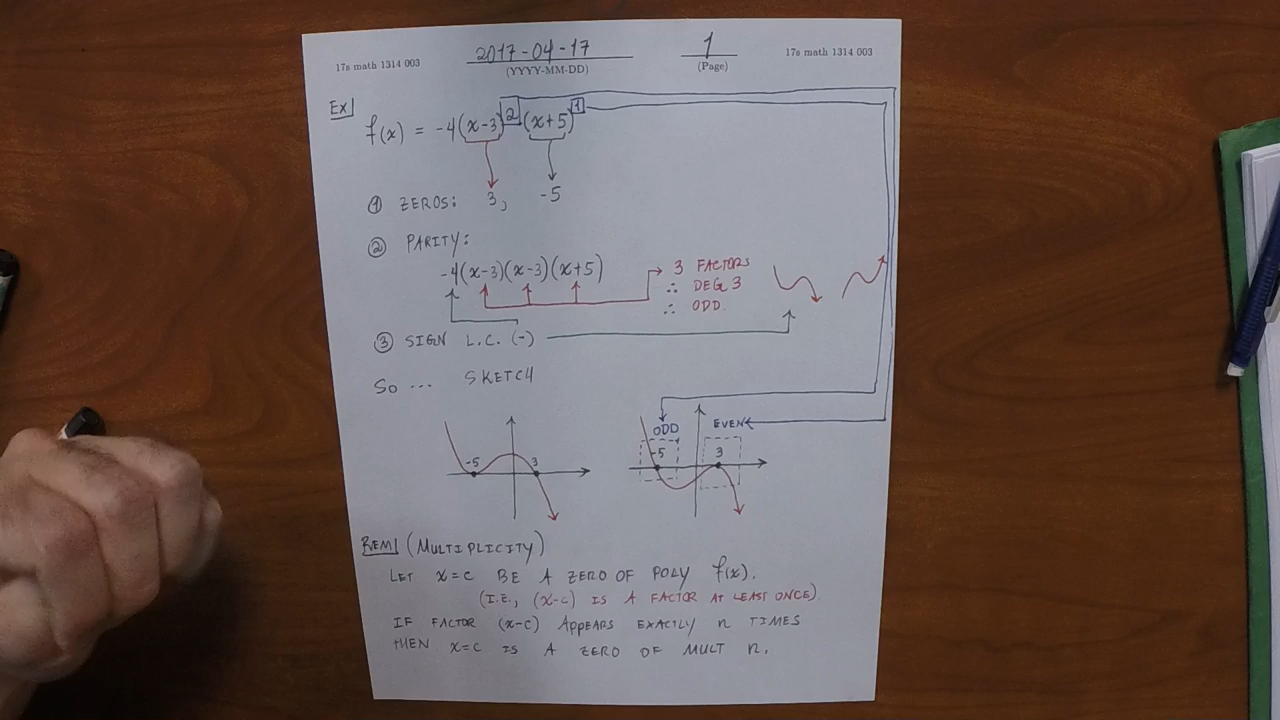 17s math 1314 003 2017-04-17 1 17s math 1314 003
(YYYY-MM-DD) (Page)
EX
f(x) = -4(x-3)² (x+5)¹
① ZEROS: 3, -5
② PARITY:
-4(x-3)(x-3)(x+5)
3 FACTORS
∴ DEG 3
∴ ODD
③ SIGN L.C. (-)
SO ... SKETCH
-5 3
ODD EVEN
-5 3
REM (MULTIPLICITY)
LET x=c BE A ZERO OF POLY f(x).
(I.E., (x-c) IS A FACTOR AT LEAST ONCE).
IF FACTOR (x-c) APPEARS EXACTLY n TIMES
THEN x=c IS A ZERO OF MULT n.